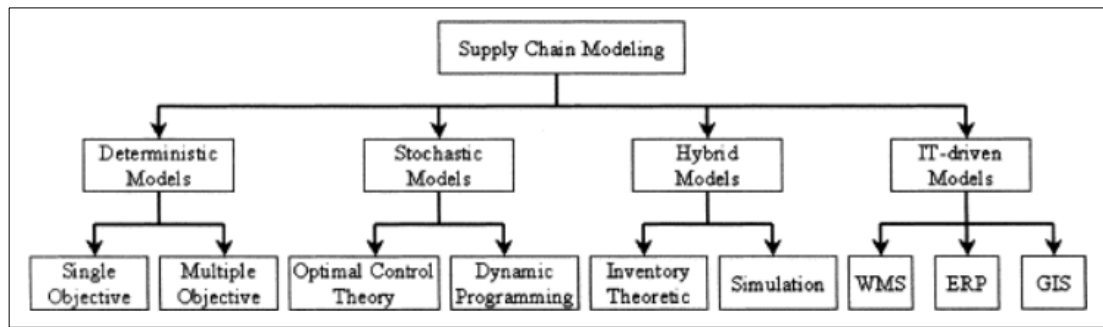 Supply Chain Modeling
Deterministic
Models
Stochastic
Models
Hybrid
Models
IT-driven
Models
Single
Objective
Multiple
Objective
Optimal Control
Theory
Dynamic
Programming
Inventory
Theoretic
Simulation
WMS
ERP
GIS